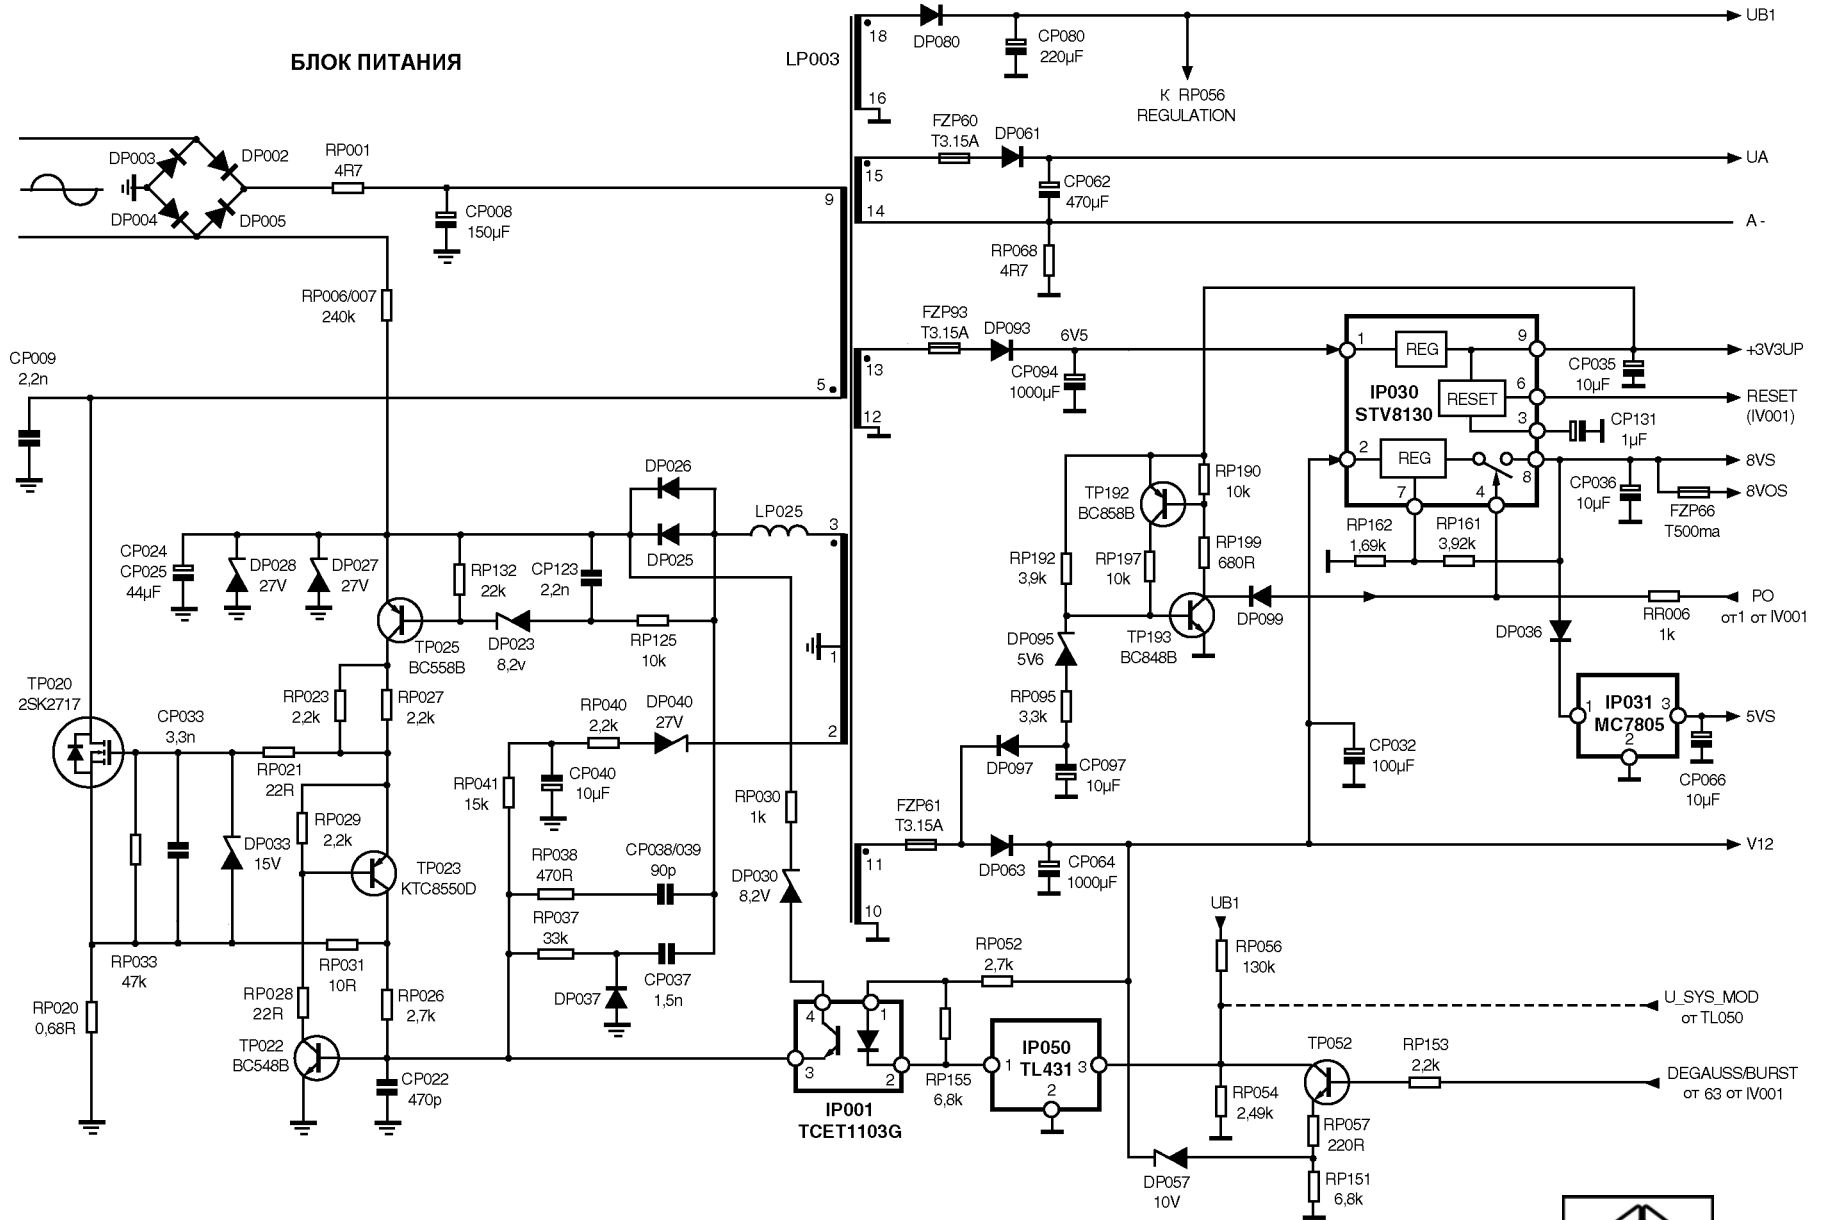 БЛОК ПИТАНИЯ
LP003
18
DP080
CP080
220µF
UB1
16
К RP056
REGULATION
FZP60
T3.15A
DP061
15
UA
CP062
470µF
14
A -
RP068
4R7
DP003
DP002
DP004
DP005
RP001
4R7
CP008
150µF
9
5
RP006/007
240k
CP009
2,2n
FZP93
T3.15A
DP093
6V5
13
CP094
1000µF
12
1
REG
9
+3V3UP
CP035
10µF
IP030
STV8130
RESET
6
RESET
(IV001)
3
CP131
1µF
2
REG
8
7
4
8VS
CP036
10µF
8VOS
FZP66
T500ma
RP162
1,69k
RP161
3,92k
RP190
10k
TP192
BC858B
RP192
3,9k
RP197
10k
RP199
680R
DP099
TP193
BC848B
DP095
5V6
RP095
3,3k
DP097
CP097
10µF
PO
от1 от IV001
RR006
1k
DP036
IP031
MC7805
1
3
2
5VS
CP066
10µF
CP032
100µF
DP026
DP025
LP025
3
CP024
CP025
44µF
DP028
27V
DP027
27V
RP132
22k
CP123
2,2n
TP025
BC558B
DP023
8,2v
RP125
10k
1
TP020
2SK2717
RP023
2,2k
RP027
2,2k
CP033
3,3n
RP021
22R
RP040
2,2k
DP040
27V
2
RP041
15k
CP040
10µF
RP030
1k
RP029
2,2k
DP033
15V
TP023
KTC8550D
RP038
470R
CP038/039
90p
DP030
8,2V
RP037
33k
CP037
1,5n
DP037
RP033
47k
RP031
10R
RP020
0,68R
RP028
22R
RP026
2,7k
TP022
BC548B
CP022
470p
FZP61
T3.15A
DP063
11
CP064
1000µF
10
V12
RP052
2,7k
4
1
3
2
IP001
TCET1103G
RP155
6,8k
IP050
TL431
1
3
2
UB1
RP056
130k
U_SYS_MOD
от TL050
RP054
2,49k
TP052
RP153
2,2k
DEGAUSS/BURST
от 63 от IV001
RP057
220R
DP057
10V
RP151
6,8k